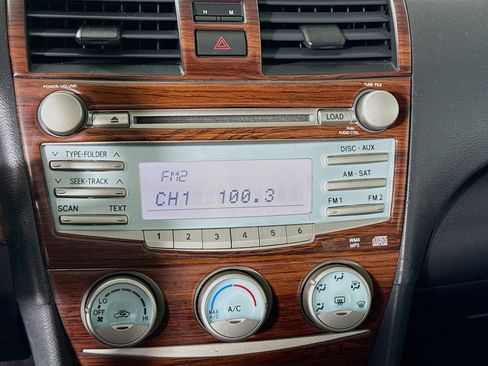 H M
POWER·VOLUME
TUNE·FILE
LOAD
PUSH
AUDIO CTRL
TYPE·FOLDER
SEEK·TRACK
SCAN TEXT
FM2
CH1 100.3
DISC · AUX
AM · SAT
FM 1 FM 2
1 2 3 4 5 6
WMA
MP3
LO
OFF
HI
MAX
A/C
A/C